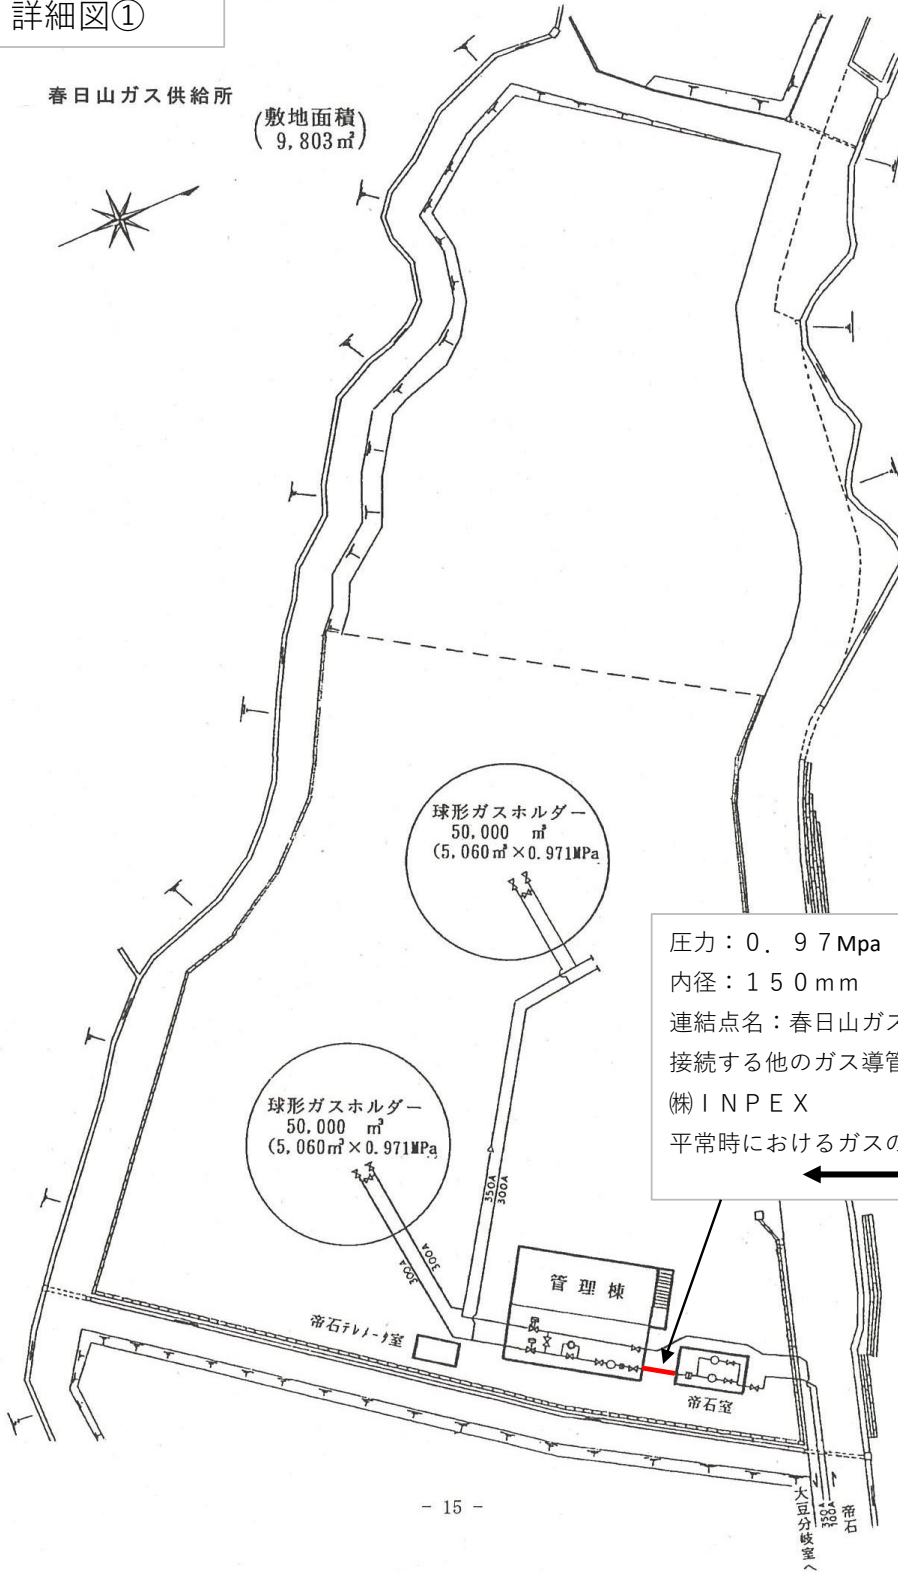 詳細図①
春日山ガス供給所
(敷地面積)
9,803㎡
球形ガスホルダー
50,000 ㎥
(5,060㎥×0.971MPa
圧力：０．９７Mpa
内径：１５０ｍｍ
連結点名：春日山ガス
接続する他のガス導管
㈱ＩＮＰＥＸ
平常時におけるガスの
球形ガスホルダー
50,000 ㎥
(5,060㎥×0.971MPa
350A
300A
300A
300A
管理棟
帝石テレメータ室
帝石室
大豆分岐室へ
350A
300A
帝石
- 15 -